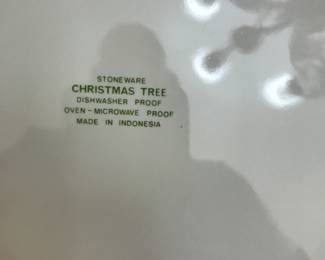 STONEWARE
CHRISTMAS TREE
DISHWASHER PROOF
OVEN-MICROWAVE PROOF
MADE IN INDONESIA